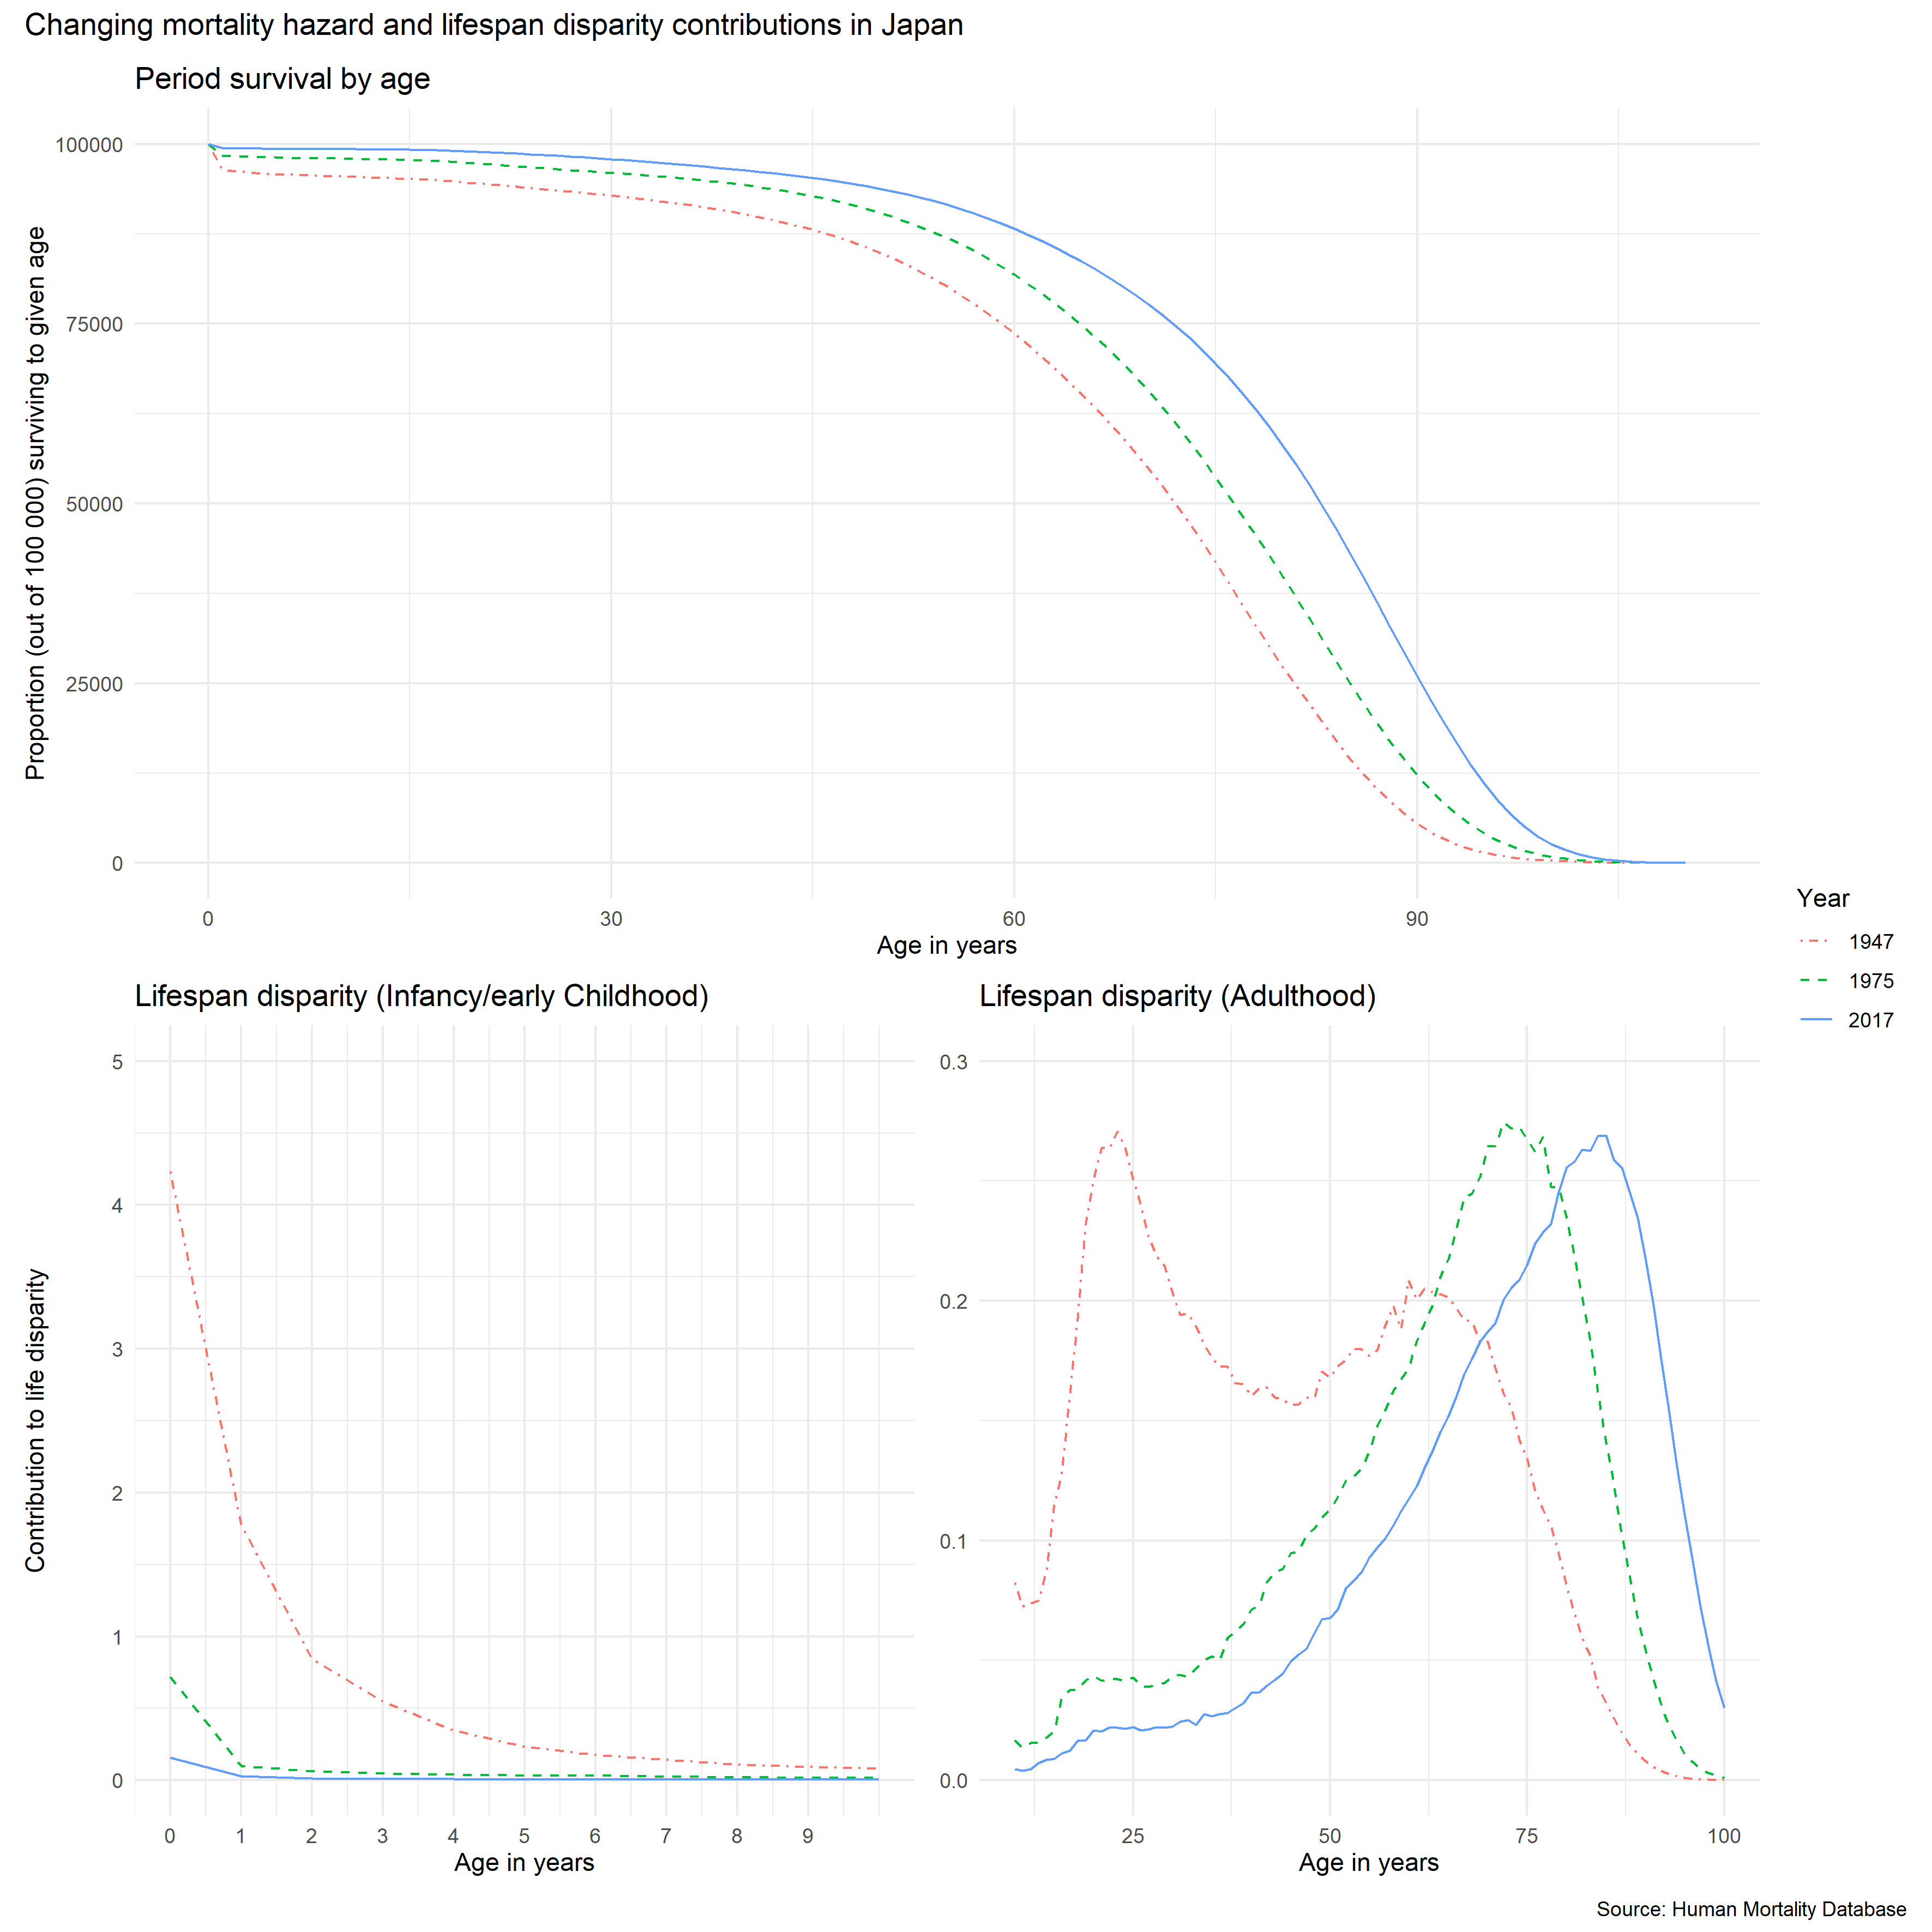 Changing mortality hazard and lifespan disparity contributions in Japan
Period survival by age
Proportion (out of 100 000) surviving to given age
100000
75000
50000
25000
0
0 30 60 90
Age in years
Year
1947
1975
2017
Lifespan disparity (Infancy/early Childhood)
Contribution to life disparity
5
4
3
2
1
0
0 1 2 3 4 5 6 7 8 9
Age in years
Lifespan disparity (Adulthood)
0.3
0.2
0.1
0.0
25 50 75 100
Age in years
Source: Human Mortality Database